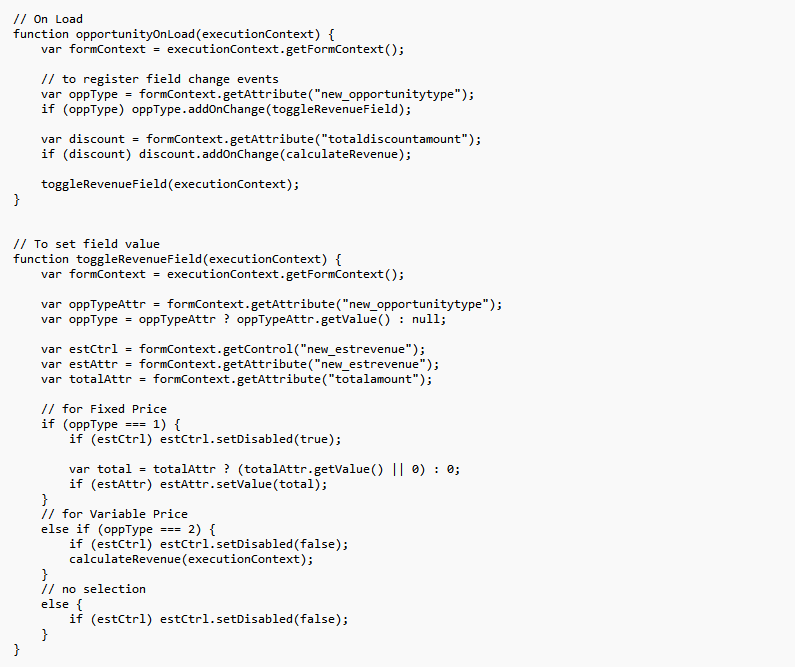 // On Load
function opportunityOnLoad(executionContext) {
    var formContext = executionContext.getFormContext();

    // to register field change events
    var oppType = formContext.getAttribute("new_opportunitytype");
    if (oppType) oppType.addOnChange(toggleRevenueField);

    var discount = formContext.getAttribute("totaldiscountamount");
    if (discount) discount.addOnChange(calculateRevenue);

    toggleRevenueField(executionContext);
}


// To set field value
function toggleRevenueField(executionContext) {
    var formContext = executionContext.getFormContext();

    var oppTypeAttr = formContext.getAttribute("new_opportunitytype");
    var oppType = oppTypeAttr ? oppTypeAttr.getValue() : null;

    var estCtrl = formContext.getControl("new_estrevenue");
    var estAttr = formContext.getAttribute("new_estrevenue");
    var totalAttr = formContext.getAttribute("totalamount");

    // for Fixed Price
    if (oppType === 1) {
        if (estCtrl) estCtrl.setDisabled(true);

        var total = totalAttr ? (totalAttr.getValue() || 0) : 0;
        if (estAttr) estAttr.setValue(total);
    }
    // for Variable Price
    else if (oppType === 2) {
        if (estCtrl) estCtrl.setDisabled(false);
        calculateRevenue(executionContext);
    }
    // no selection
    else {
        if (estCtrl) estCtrl.setDisabled(false);
    }
}